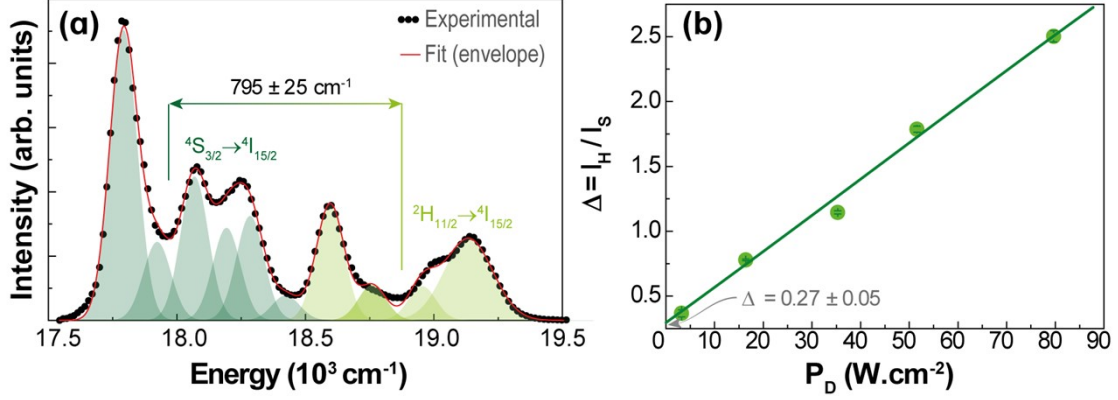 (a)
Experimental
Fit (envelope)
795 ± 25 cm⁻¹
⁴S₃/₂→⁴I₁₅/₂
²H₁₁/₂→⁴I₁₅/₂
Intensity (arb. units)
17.5 18.0 18.5 19.0 19.5
Energy (10³ cm⁻¹)
(b)
2.5
2.0
1.5
1.0
0.5
Δ = I_H / I_S
Δ = 0.27 ± 0.05
0 10 20 30 40 50 60 70 80 90
P_D (W.cm⁻²)